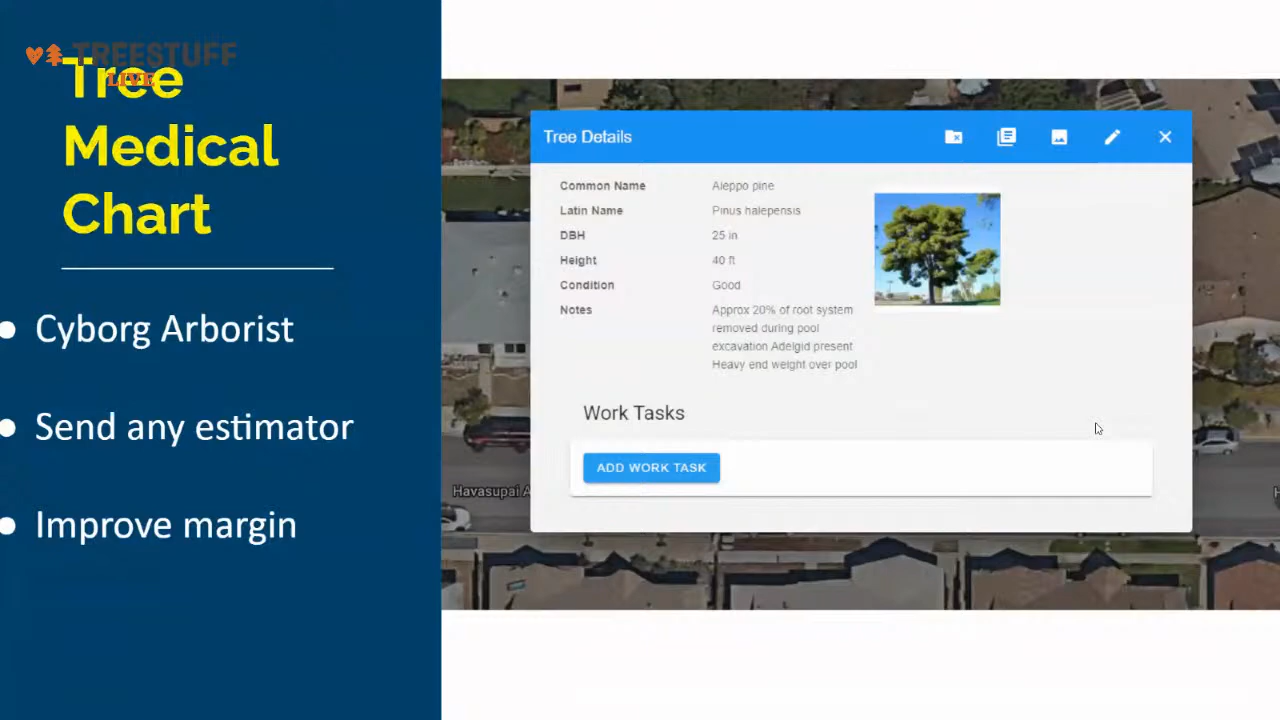 TREESTUFF
LIVE
Tree
Medical
Chart
Cyborg Arborist
Send any estimator
Improve margin
Tree Details
Common Name Aleppo pine
Latin Name Pinus halepensis
DBH 25 in
Height 40 ft
Condition Good
Notes Approx 20% of root system
removed during pool
excavation Adelgid present
Heavy end weight over pool
Work Tasks
ADD WORK TASK
Havasupai A
H